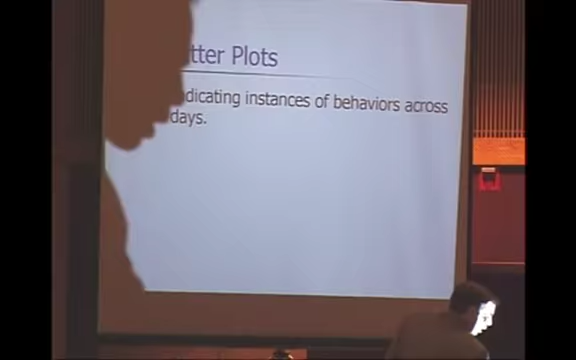 tter Plots
dicating instances of behaviors across
days.